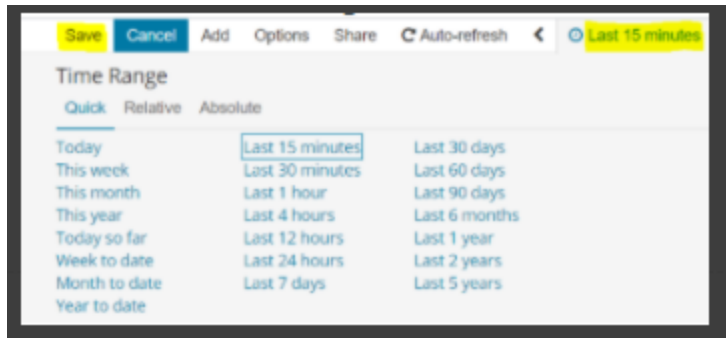 Save Cancel Add Options Share Auto-refresh Last 15 minutes
Time Range
Quick Relative Absolute
Today Last 15 minutes Last 30 days
This week Last 30 minutes Last 60 days
This month Last 1 hour Last 90 days
This year Last 4 hours Last 6 months
Today so far Last 12 hours Last 1 year
Week to date Last 24 hours Last 2 years
Month to date Last 7 days Last 5 years
Year to date